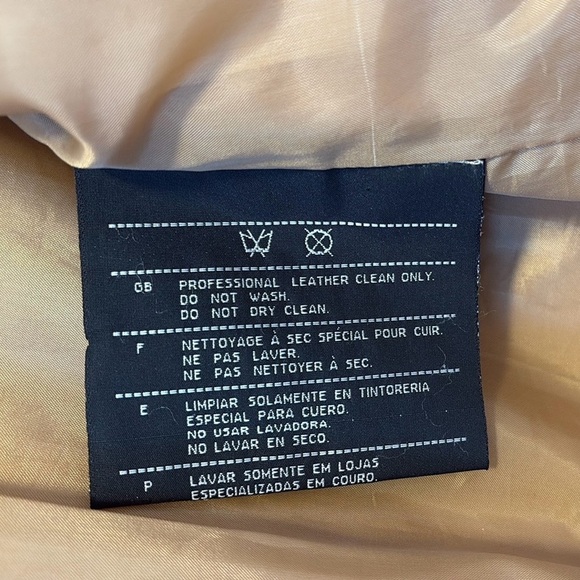 GB PROFESSIONAL LEATHER CLEAN ONLY.
DO NOT WASH.
DO NOT DRY CLEAN.
F NETTOYAGE À SEC SPÉCIAL POUR CUIR.
NE PAS LAVER.
NE PAS NETTOYER À SEC.
E LIMPIAR SOLAMENTE EN TINTORERIA
ESPECIAL PARA CUERO.
NO USAR LAVADORA.
NO LAVAR EN SECO.
P LAVAR SOMENTE EM LOJAS
ESPECIALIZADAS EM COURO.